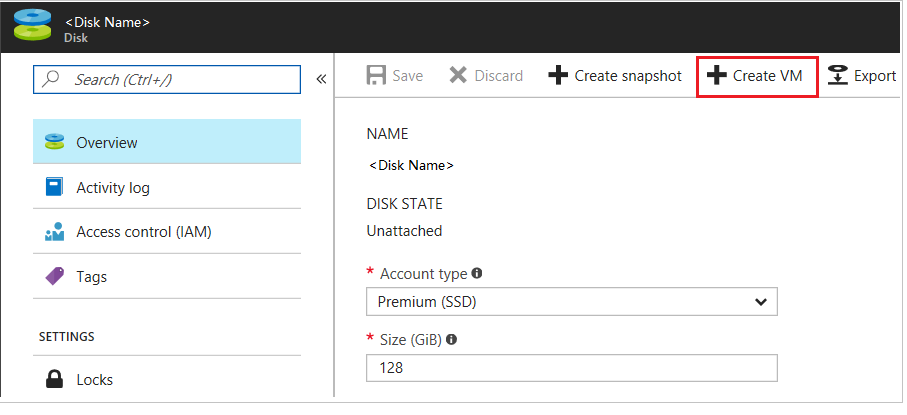 <Disk Name>
Disk
Search (Ctrl+/)
«
Save
Discard
Create snapshot
Create VM
Export
Overview
Activity log
Access control (IAM)
Tags
SETTINGS
Locks
NAME
<Disk Name>
DISK STATE
Unattached
* Account type
Premium (SSD)
* Size (GiB)
128